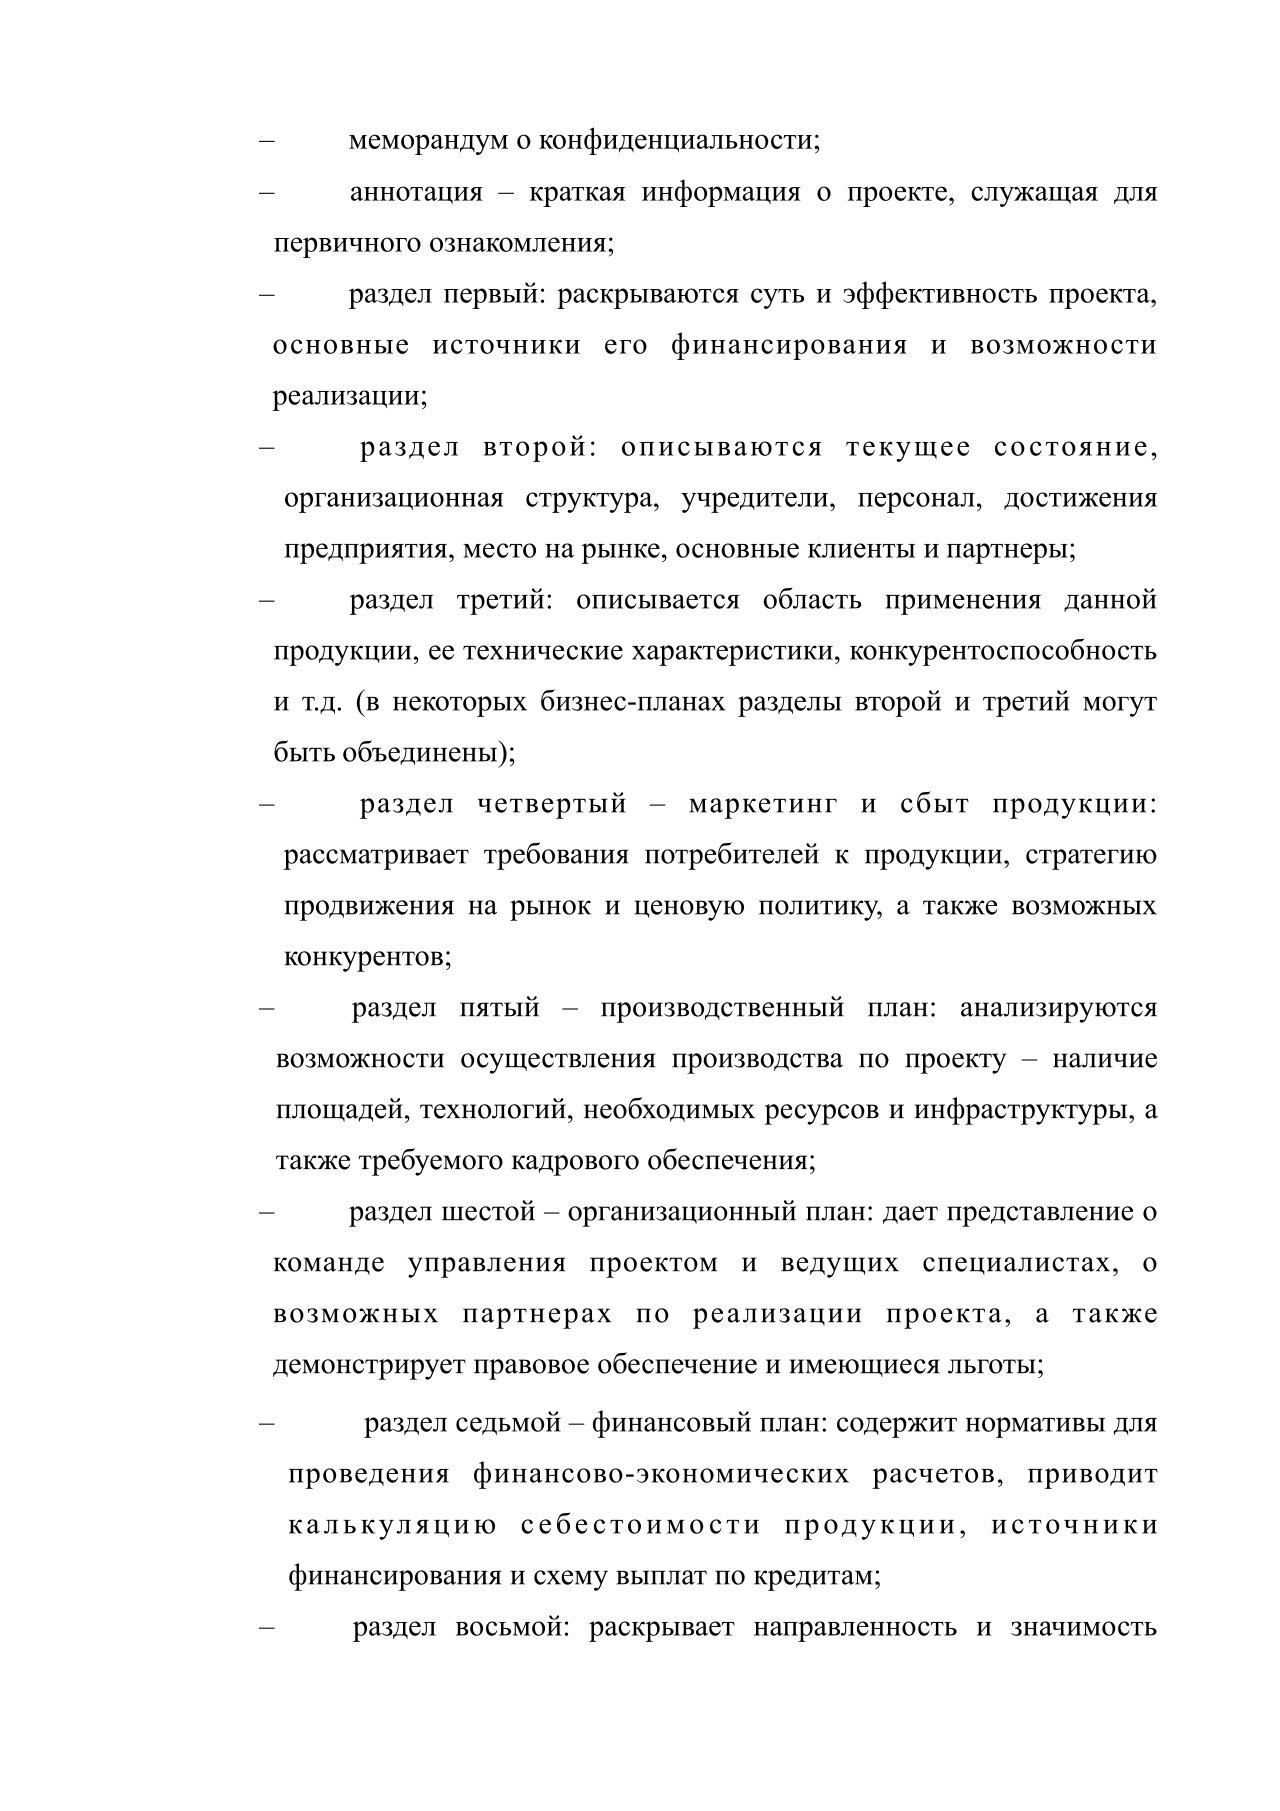 – меморандум о конфиденциальности;
– аннотация – краткая информация о проекте, служащая для
первичного ознакомления;
– раздел первый: раскрываются суть и эффективность проекта,
основные источники его финансирования и возможности
реализации;
– раздел второй: описываются текущее состояние,
организационная структура, учредители, персонал, достижения
предприятия, место на рынке, основные клиенты и партнеры;
– раздел третий: описывается область применения данной
продукции, ее технические характеристики, конкурентоспособность
и т.д. (в некоторых бизнес-планах разделы второй и третий могут
быть объединены);
– раздел четвертый – маркетинг и сбыт продукции:
рассматривает требования потребителей к продукции, стратегию
продвижения на рынок и ценовую политику, а также возможных
конкурентов;
– раздел пятый – производственный план: анализируются
возможности осуществления производства по проекту – наличие
площадей, технологий, необходимых ресурсов и инфраструктуры, а
также требуемого кадрового обеспечения;
– раздел шестой – организационный план: дает представление о
команде управления проектом и ведущих специалистах, о
возможных партнерах по реализации проекта, а также
демонстрирует правовое обеспечение и имеющиеся льготы;
– раздел седьмой – финансовый план: содержит нормативы для
проведения финансово-экономических расчетов, приводит
калькуляцию себестоимости продукции, источники
финансирования и схему выплат по кредитам;
– раздел восьмой: раскрывает направленность и значимость